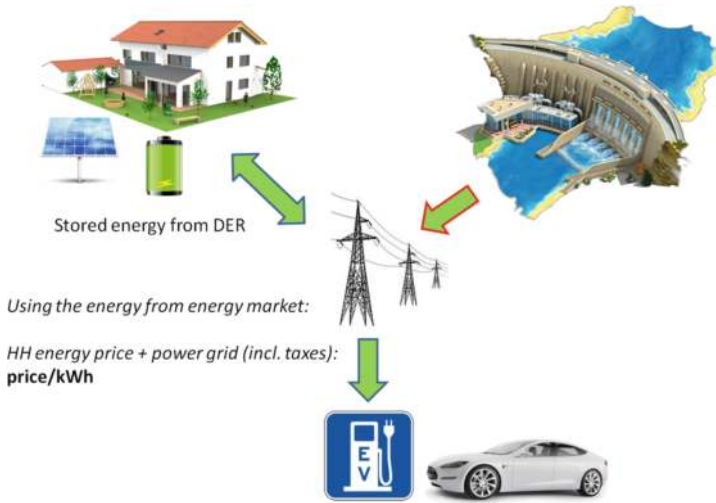 Stored energy from DER
Using the energy from energy market:
HH energy price + power grid (incl. taxes):
price/kWh
E
V